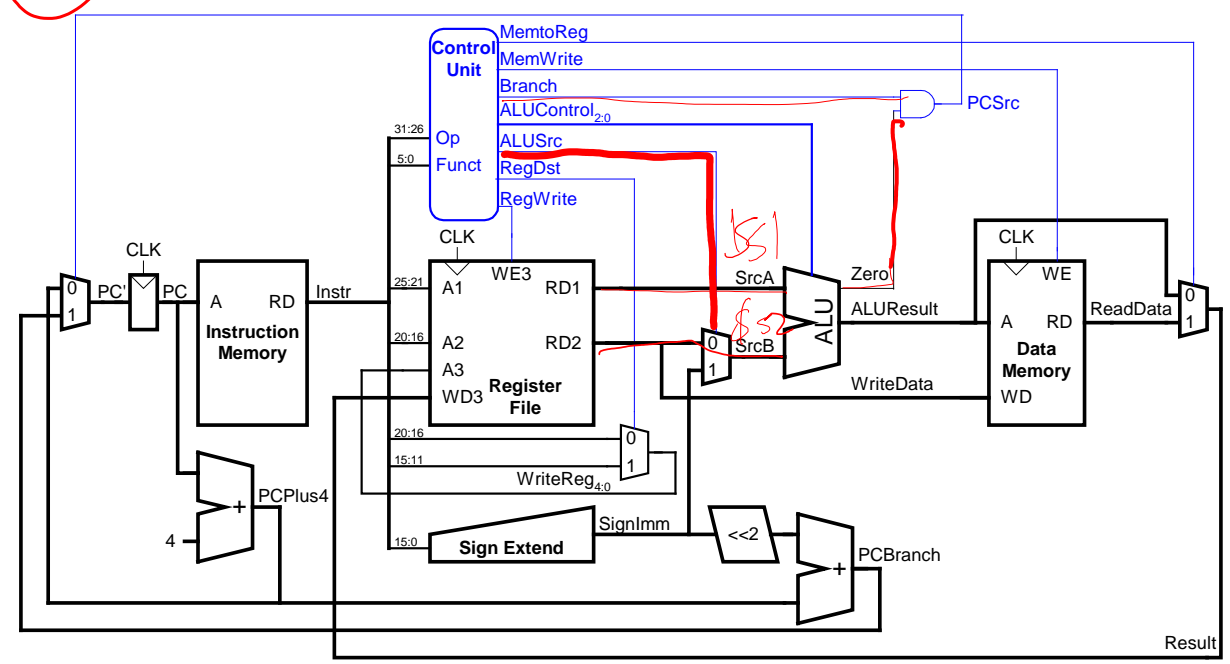 MemtoReg
Control Unit
MemWrite
Branch
PCSrc
ALUControl2:0
31:26
Op
ALUSrc
5:0
Funct
RegDst
RegWrite
CLK
CLK
CLK
$s1
WE3
SrcA
Zero
WE
0
1
PC'
PC
A
RD
Instr
25:21
A1
RD1
ALU
ALUResult
A
RD
ReadData
0
1
Instruction Memory
20:16
A2
RD2
0
1
$s2
SrcB
Data Memory
A3
WD3
Register File
WriteData
WD
20:16
0
15:11
1
WriteReg4:0
PCPlus4
+
4
SignImm
15:0
Sign Extend
<<2
+
PCBranch
Result